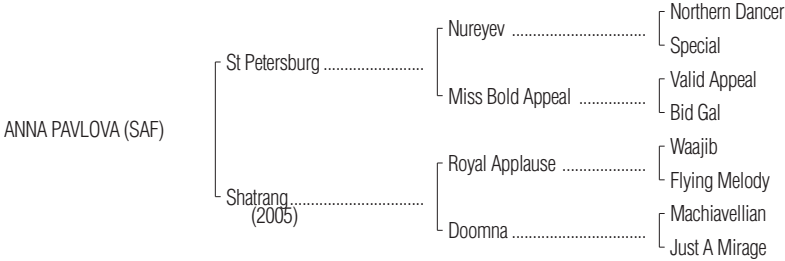 Northern Dancer
Nureyev ................................
Special
St Petersburg ........................
Valid Appeal
Miss Bold Appeal ................
Bid Gal
ANNA PAVLOVA (SAF)
Waajib
Royal Applause ....................
Flying Melody
Shatrang................................
(2005)
Machiavellian
Doomna ................................
Just A Mirage